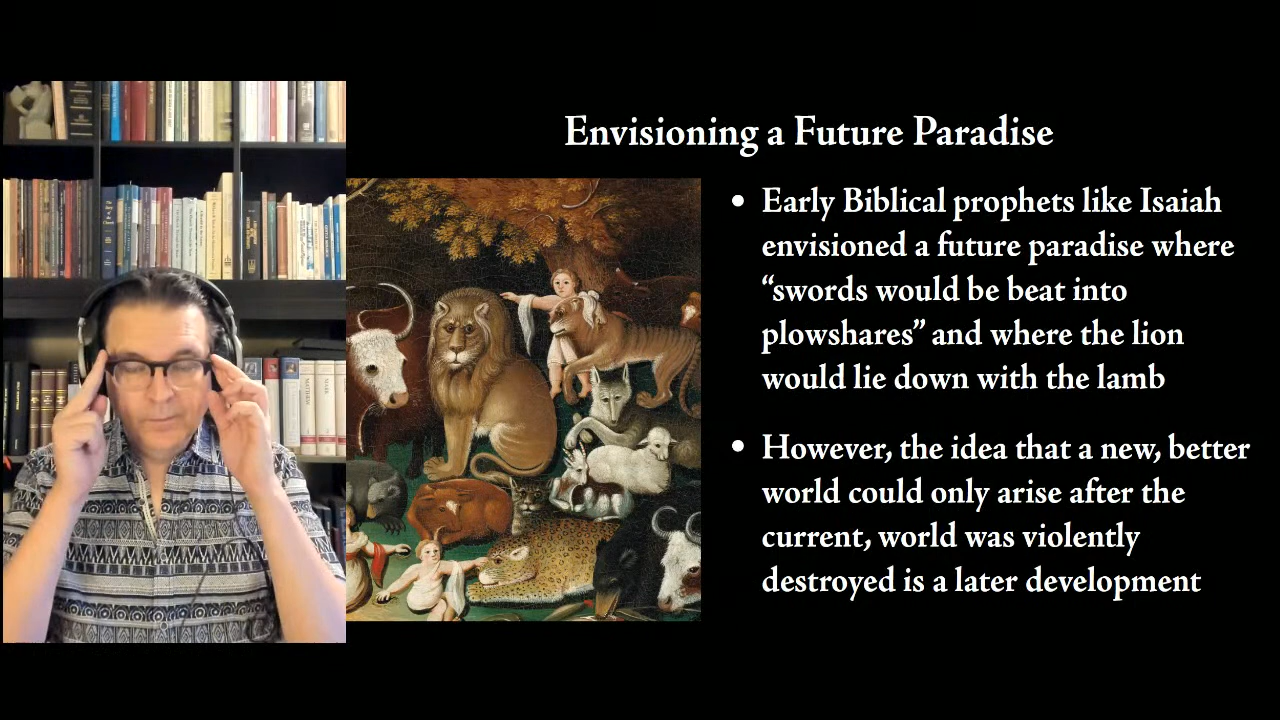 Envisioning a Future Paradise
• Early Biblical prophets like Isaiah
envisioned a future paradise where
“swords would be beat into
plowshares” and where the lion
would lie down with the lamb
• However, the idea that a new, better
world could only arise after the
current, world was violently
destroyed is a later development